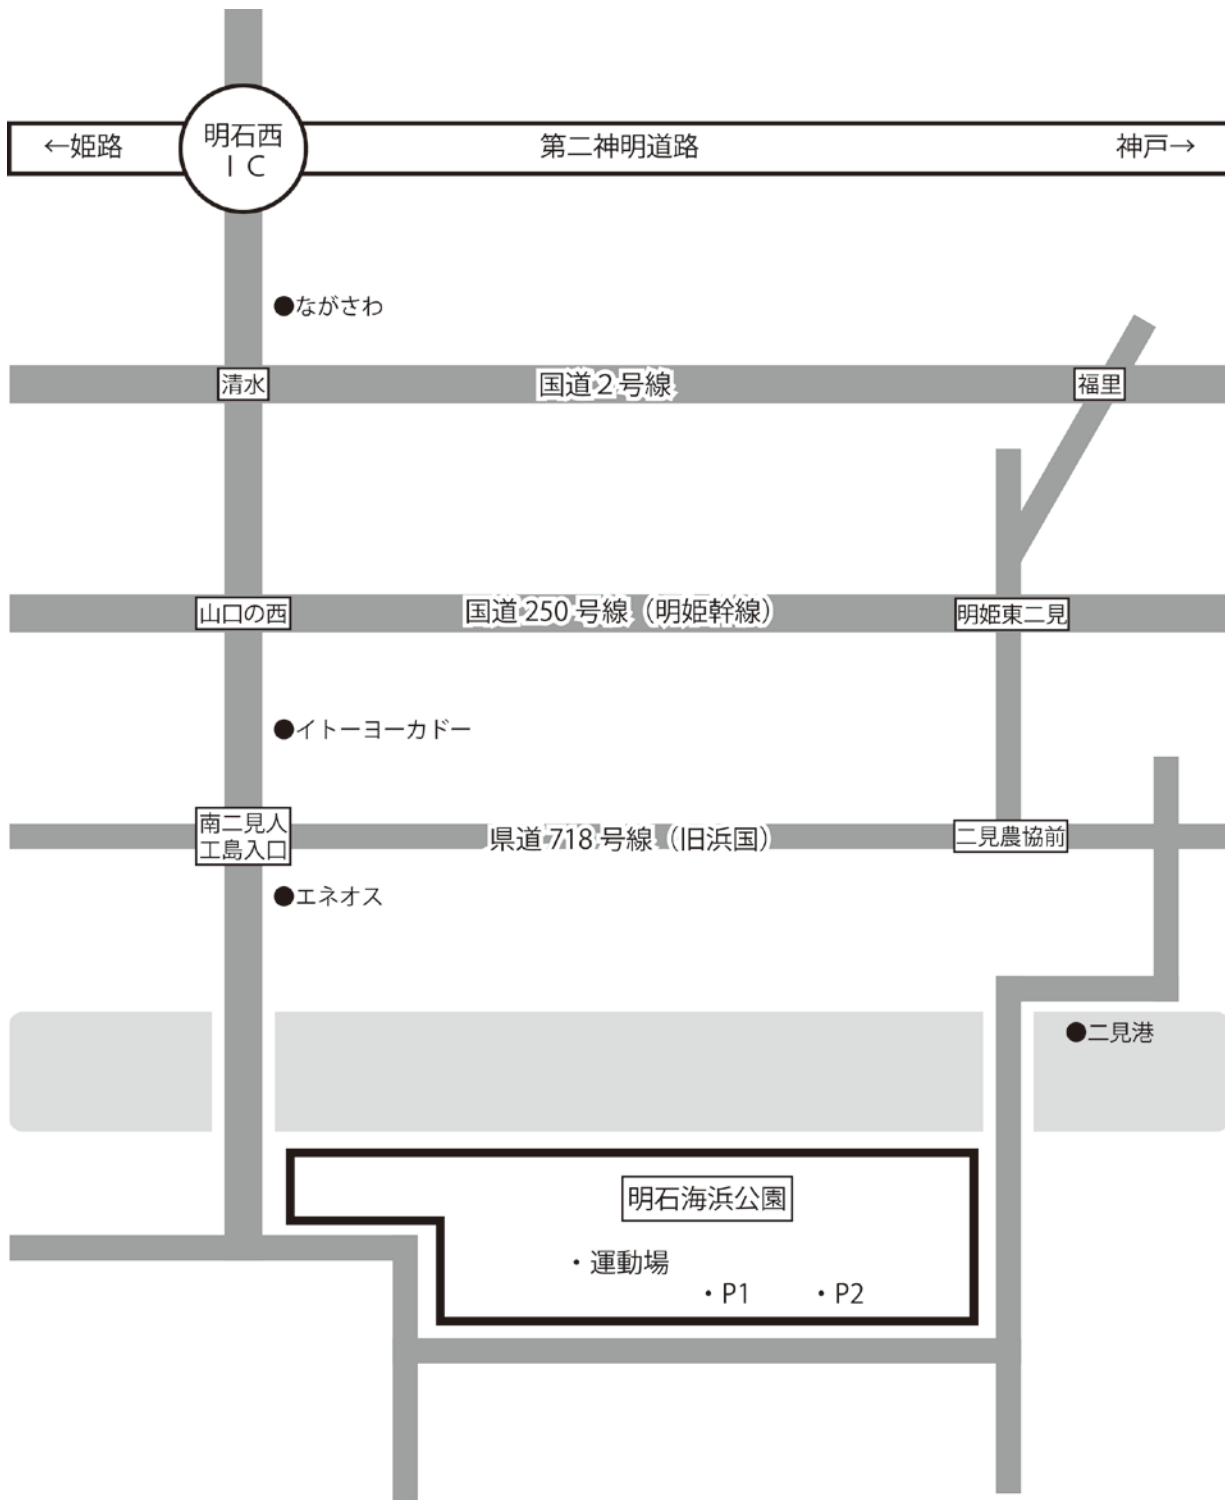 ←姫路
明石西
ＩＣ
第二神明道路
神戸→
●ながさわ
清水
国道２号線
福里
山口の西
国道 250 号線（明姫幹線）
明姫東二見
●イトーヨーカドー
南二見人
工島入口
県道 718 号線（旧浜国）
二見農協前
●エネオス
●二見港
明石海浜公園
・運動場
・P1
・P2